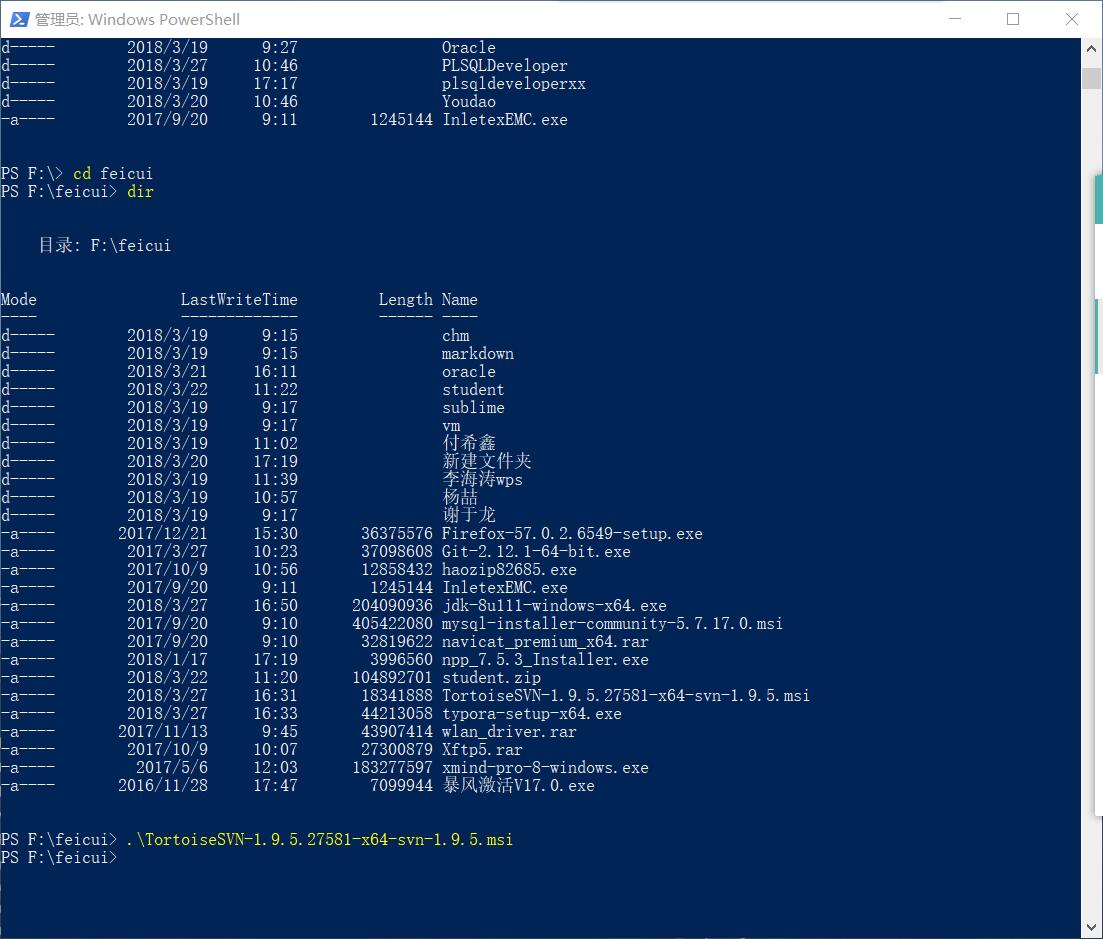 管理员: Windows PowerShell
d----- 2018/3/19 9:27 Oracle
d----- 2018/3/27 10:46 PLSQLDeveloper
d----- 2018/3/19 17:17 plsqldeveloperxx
d----- 2018/3/20 10:46 Youdao
-a---- 2017/9/20 9:11 1245144 InletexEMC.exe
PS F:\> cd feicui
PS F:\feicui> dir
目录: F:\feicui
Mode LastWriteTime Length Name
---- ------------- ------ ----
d----- 2018/3/19 9:15 chm
d----- 2018/3/19 9:15 markdown
d----- 2018/3/21 16:11 oracle
d----- 2018/3/22 11:22 student
d----- 2018/3/19 9:17 sublime
d----- 2018/3/19 9:17 vm
d----- 2018/3/19 11:02 付希鑫
d----- 2018/3/20 17:19 新建文件夹
d----- 2018/3/19 11:39 李海涛wps
d----- 2018/3/19 10:57 杨喆
d----- 2018/3/19 9:17 谢于龙
-a---- 2017/12/21 15:30 36375576 Firefox-57.0.2.6549-setup.exe
-a---- 2017/3/27 10:23 37098608 Git-2.12.1-64-bit.exe
-a---- 2017/10/9 10:56 12858432 haozip82685.exe
-a---- 2017/9/20 9:11 1245144 InletexEMC.exe
-a---- 2018/3/27 16:50 204090936 jdk-8u111-windows-x64.exe
-a---- 2017/9/20 9:10 405422080 mysql-installer-community-5.7.17.0.msi
-a---- 2017/9/20 9:10 32819622 navicat_premium_x64.rar
-a---- 2018/1/17 17:19 3996560 npp_7.5.3_Installer.exe
-a---- 2018/3/22 11:20 104892701 student.zip
-a---- 2018/3/27 16:31 18341888 TortoiseSVN-1.9.5.27581-x64-svn-1.9.5.msi
-a---- 2018/3/27 16:33 44213058 typora-setup-x64.exe
-a---- 2017/11/13 9:45 43907414 wlan_driver.rar
-a---- 2017/10/9 10:07 27300879 Xftp5.rar
-a---- 2017/5/6 12:03 183277597 xmind-pro-8-windows.exe
-a---- 2016/11/28 17:47 7099944 暴风激活V17.0.exe
PS F:\feicui> .\TortoiseSVN-1.9.5.27581-x64-svn-1.9.5.msi
PS F:\feicui>